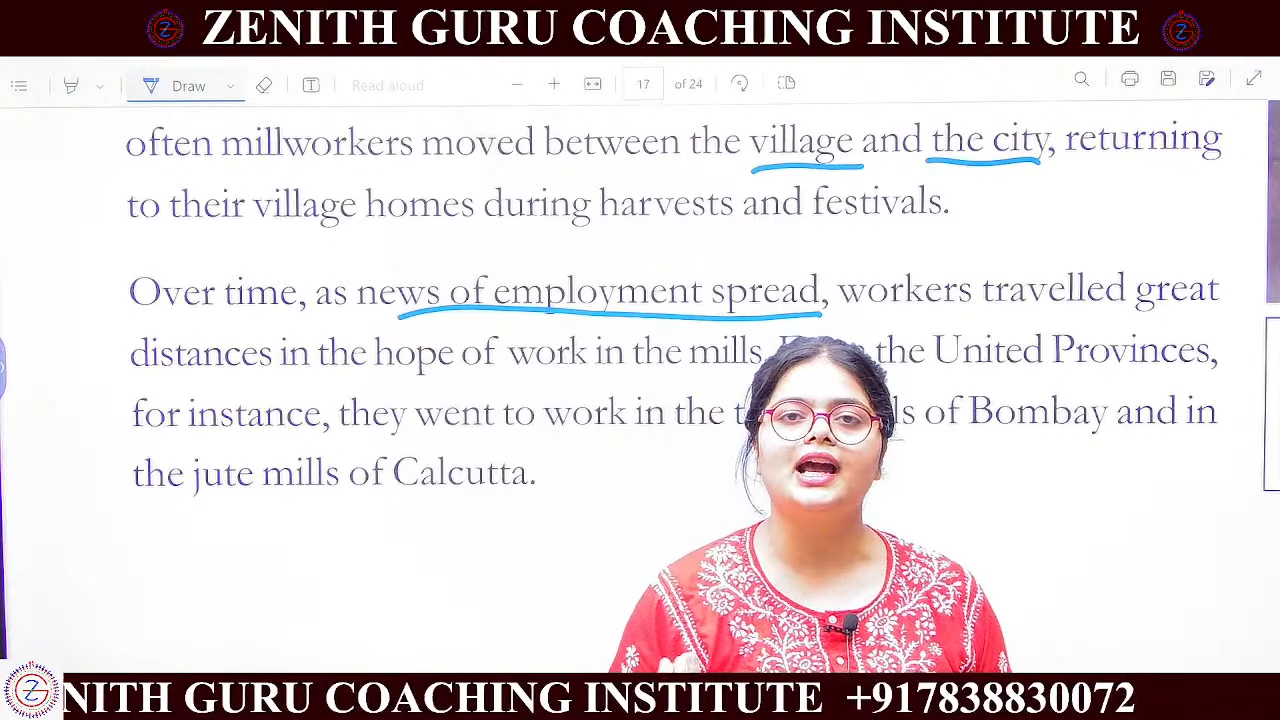 ZENITH GURU COACHING INSTITUTE
Draw
Read aloud
17 of 24
often millworkers moved between the village and the city, returning
to their village homes during harvests and festivals.
Over time, as news of employment spread, workers travelled great
distances in the hope of work in the mills. the United Provinces,
for instance, they went to work in the of Bombay and in
the jute mills of Calcutta.
NITH GURU COACHING INSTITUTE +917838830072